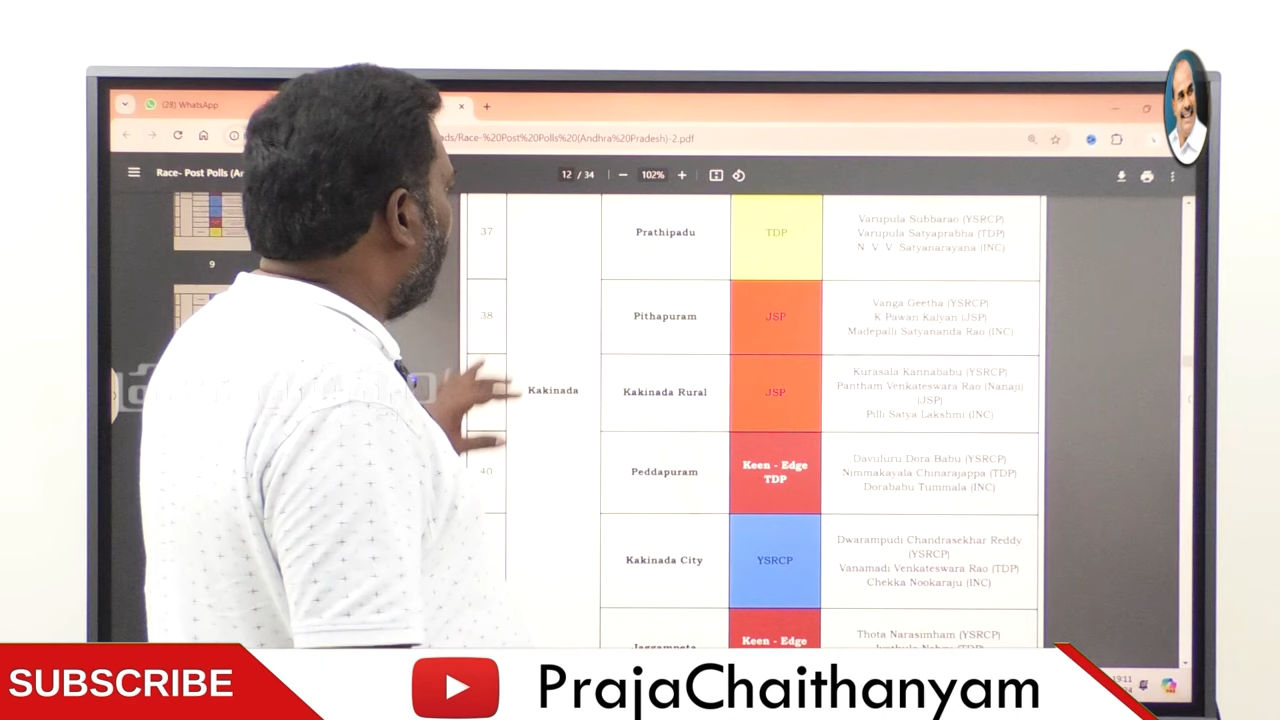 (28) WhatsApp
ads/Race-%20Post%20Polls%20(Andhra%20Pradesh)-2.pdf
Race- Post Polls (An
12 / 34
102%
9
37
Prathipadu
TDP
Varupula Subbarao (YSRCP)
Varupula Satyaprabha (TDP)
N V V Satyanarayana (INC)
38
Pithapuram
JSP
Vanga Geetha (YSRCP)
K Pawan Kalyan (JSP)
Madepalli Satyananda Rao (INC)
Kakinada
Kakinada Rural
JSP
Kurasala Kannababu (YSRCP)
Pantham Venkateswara Rao (Nanaji)
(JSP)
Pilli Satya Lakshmi (INC)
40
Peddapuram
Keen - Edge
TDP
Davuluru Dora Babu (YSRCP)
Nimmakayala Chinarajappa (TDP)
Dorababu Tummala (INC)
Kakinada City
YSRCP
Dwarampudi Chandrasekhar Reddy
(YSRCP)
Vanamadi Venkateswara Rao (TDP)
Chekka Nookaraju (INC)
Jaggampeta
Keen - Edge
Thota Narasimham (YSRCP)
19:11
SUBSCRIBE
PrajaChaithanyam